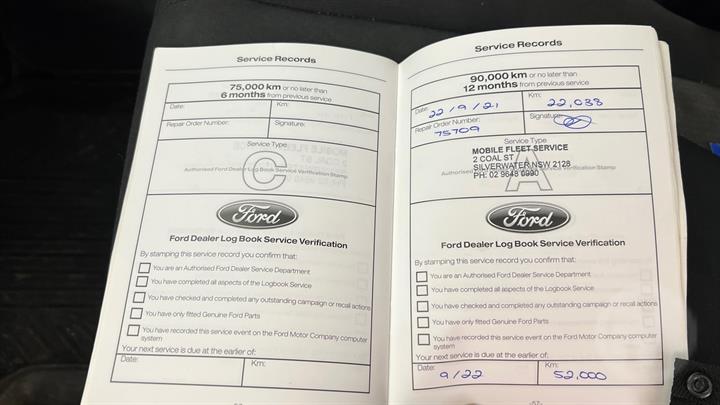 Service Records
75,000 km or no later than
6 months from previous service
Date:
Km:
Repair Order Number:
Signature:
Service Type
C
Authorised Ford Dealer Log Book Service Verification Stamp
Ford
Ford Dealer Log Book Service Verification
By stamping this service record you confirm that:
You are an Authorised Ford Dealer Service Department
You have completed all aspects of the Logbook Service
You have checked and completed any outstanding campaign or recall actions
You have only fitted Genuine Ford Parts
You have recorded this service event on the Ford Motor Company computer
system
Your next service is due at the earlier of:
Date:
Km:
Service Records
90,000 km or no later than
12 months from previous service
Date:
22/9/21
Km:
22,033
Repair Order Number:
75709
Signature:
Service Type
A
MOBILE FLEET SERVICE
2 COAL ST
SILVERWATER NSW 2128
PH: 02 9648 0990
Authorised Service Verification Stamp
Ford
Ford Dealer Log Book Service Verification
By stamping this service record you confirm that:
You are an Authorised Ford Dealer Service Department
You have completed all aspects of the Logbook Service
You have checked and completed any outstanding campaign or recall actions
You have only fitted Genuine Ford Parts
You have recorded this service event on the Ford Motor Company computer
system
Your next service is due at the earlier of:
Date:
9/22
Km:
52,000